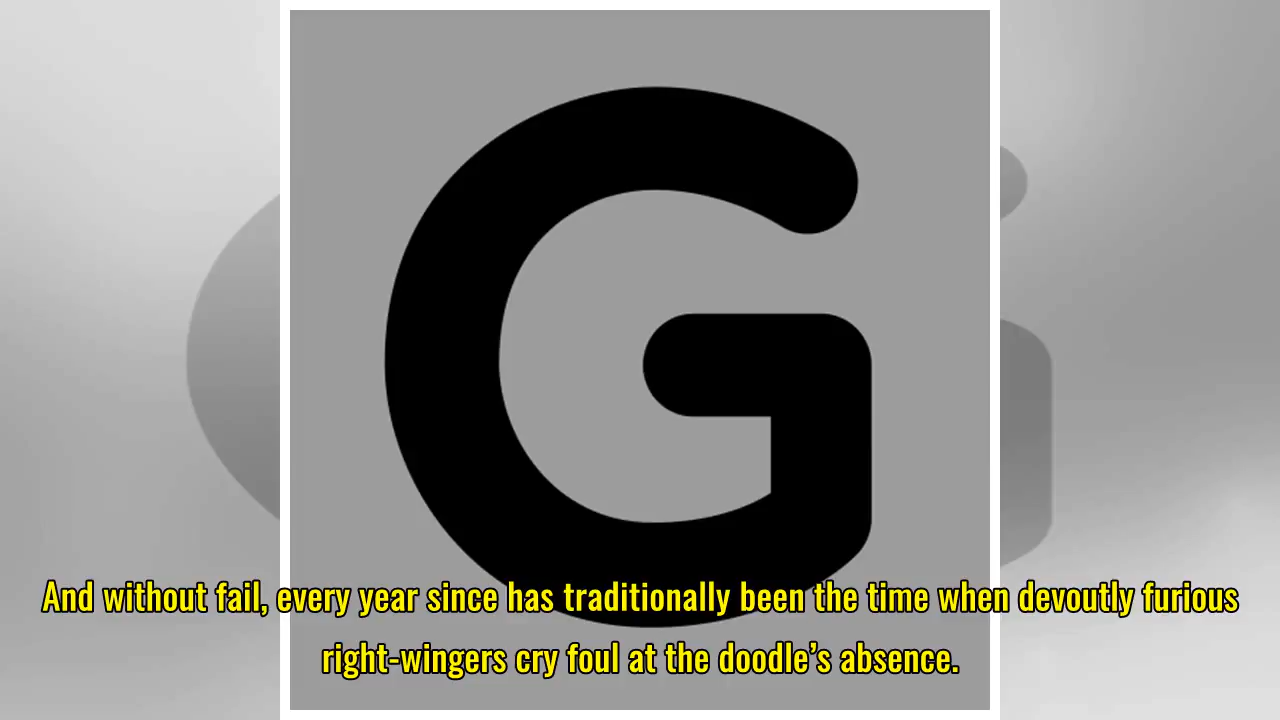 G
And without fail, every year since has traditionally been the time when devoutly furious
right-wingers cry foul at the doodle’s absence.